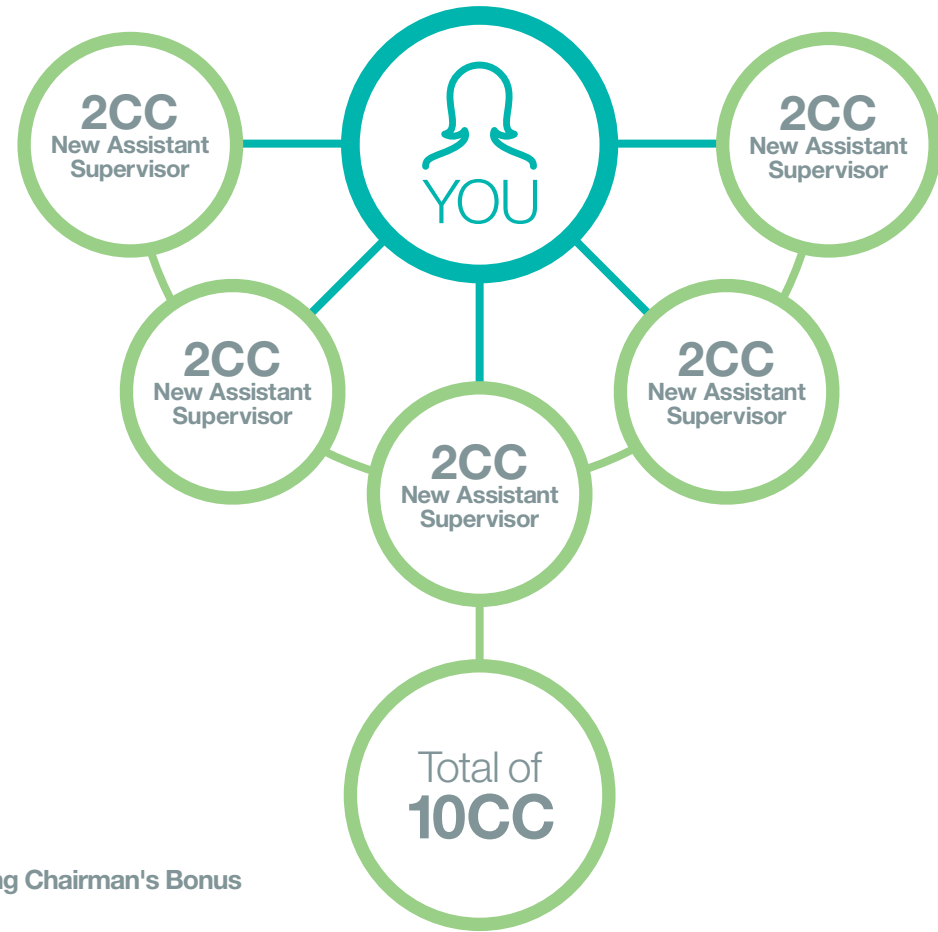 2CC
New Assistant
Supervisor
YOU
2CC
New Assistant
Supervisor
2CC
New Assistant
Supervisor
2CC
New Assistant
Supervisor
2CC
New Assistant
Supervisor
Total of
10CC
Chairman's Bonus